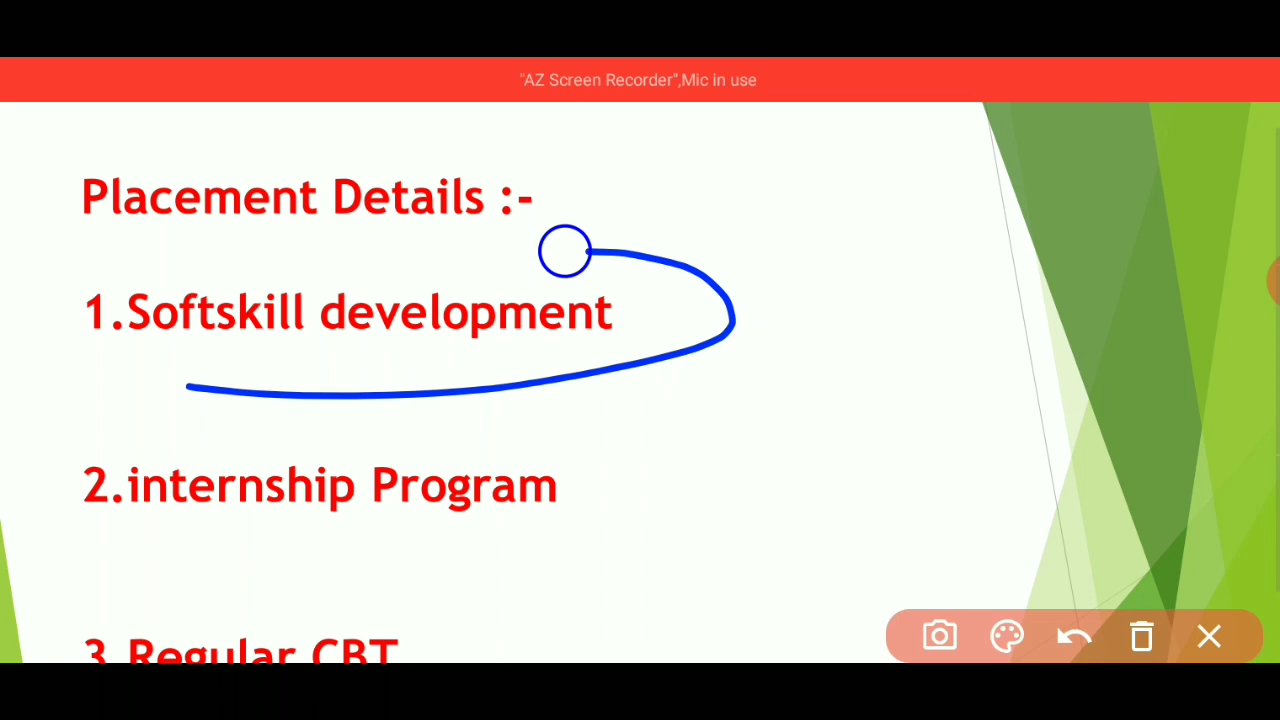 "AZ Screen Recorder",Mic in use
Placement Details :-
1.Softskill development
2.internship Program
3.Regular CBT